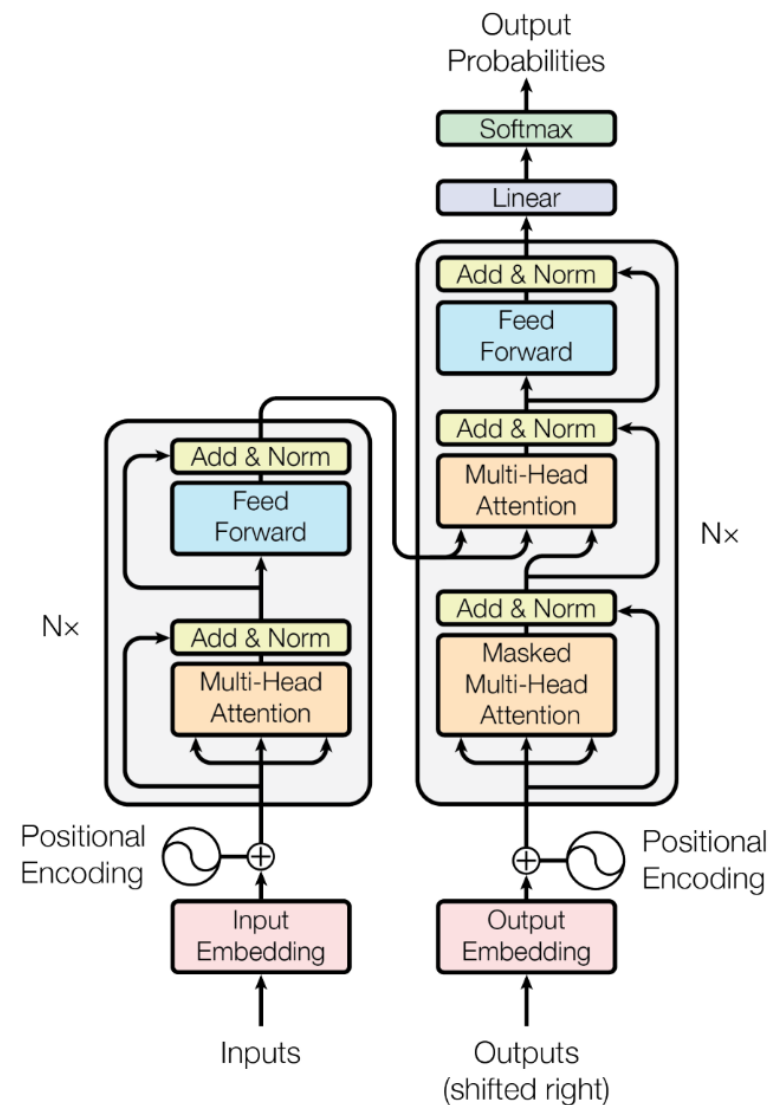 Output
Probabilities
Softmax
Linear
Add & Norm
Feed
Forward
Add & Norm
Multi-Head
Attention
Add & Norm
Masked
Multi-Head
Attention
Nx
Positional
Encoding
Output
Embedding
Outputs
(shifted right)
Add & Norm
Feed
Forward
Add & Norm
Multi-Head
Attention
Nx
Positional
Encoding
Input
Embedding
Inputs